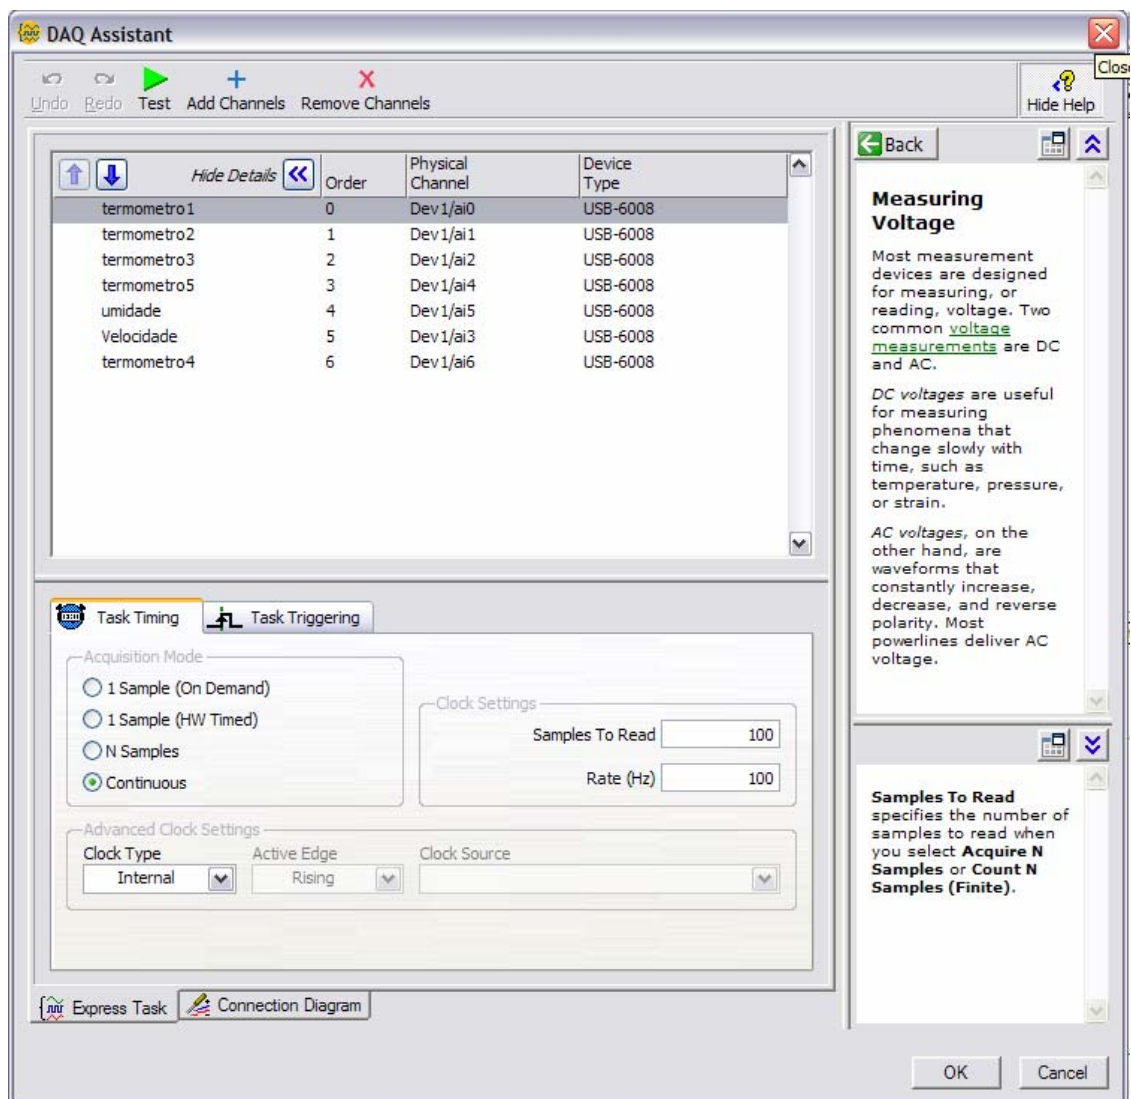 DAQ Assistant
Close
Undo Redo Test Add Channels Remove Channels
Hide Help
Hide Details Order Physical Channel Device Type
termometro1 0 Dev1/ai0 USB-6008
termometro2 1 Dev1/ai1 USB-6008
termometro3 2 Dev1/ai2 USB-6008
termometro5 3 Dev1/ai4 USB-6008
umidade 4 Dev1/ai5 USB-6008
Velocidade 5 Dev1/ai3 USB-6008
termometro4 6 Dev1/ai6 USB-6008
Task Timing Task Triggering
Acquisition Mode
1 Sample (On Demand)
1 Sample (HW Timed)
N Samples
Continuous
Clock Settings
Samples To Read 100
Rate (Hz) 100
Advanced Clock Settings
Clock Type Active Edge Clock Source
Internal Rising
Express Task Connection Diagram
Back
Measuring
Voltage
Most measurement
devices are designed
for measuring, or
reading, voltage. Two
common voltage
measurements are DC
and AC.
DC voltages are useful
for measuring
phenomena that
change slowly with
time, such as
temperature, pressure,
or strain.
AC voltages, on the
other hand, are
waveforms that
constantly increase,
decrease, and reverse
polarity. Most
powerlines deliver AC
voltage.
Samples To Read
specifies the number of
samples to read when
you select Acquire N
Samples or Count N
Samples (Finite).
OK Cancel